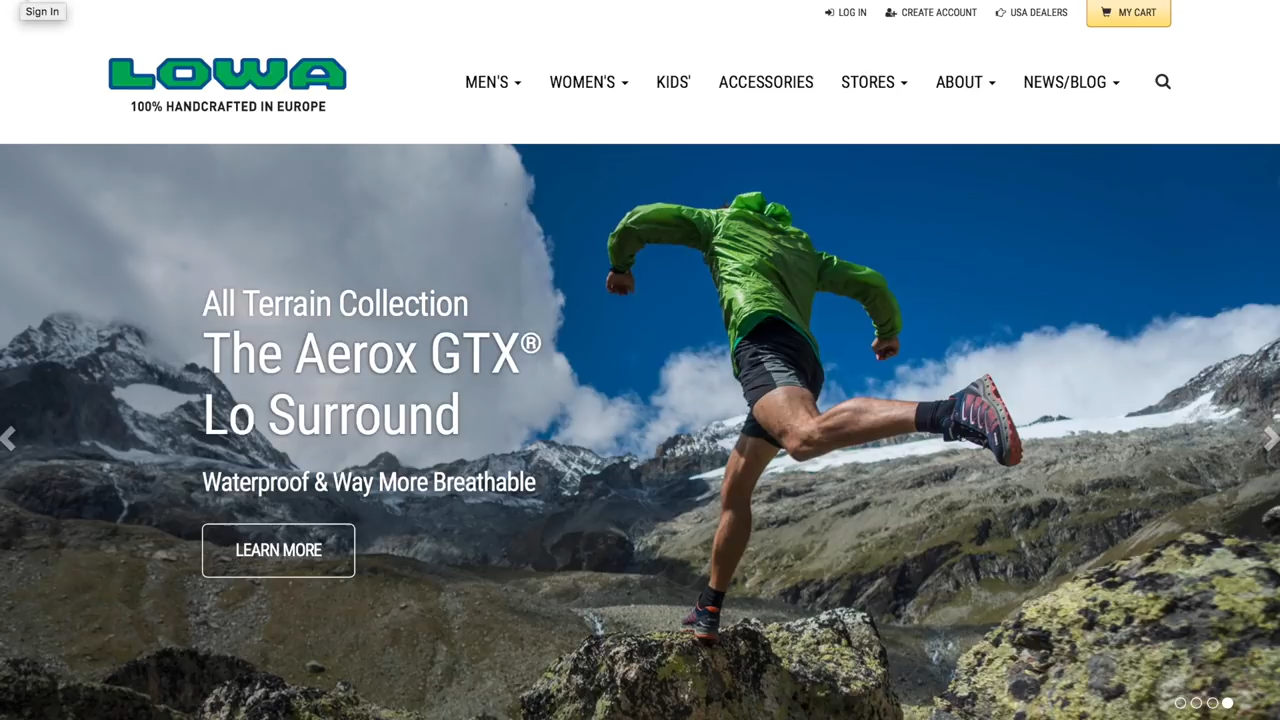 Sign In
LOG IN
CREATE ACCOUNT
USA DEALERS
MY CART
LOWA
100% HANDCRAFTED IN EUROPE
MEN'S
WOMEN'S
KIDS'
ACCESSORIES
STORES
ABOUT
NEWS/BLOG
All Terrain Collection
The Aerox GTX®
Lo Surround
Waterproof & Way More Breathable
LEARN MORE